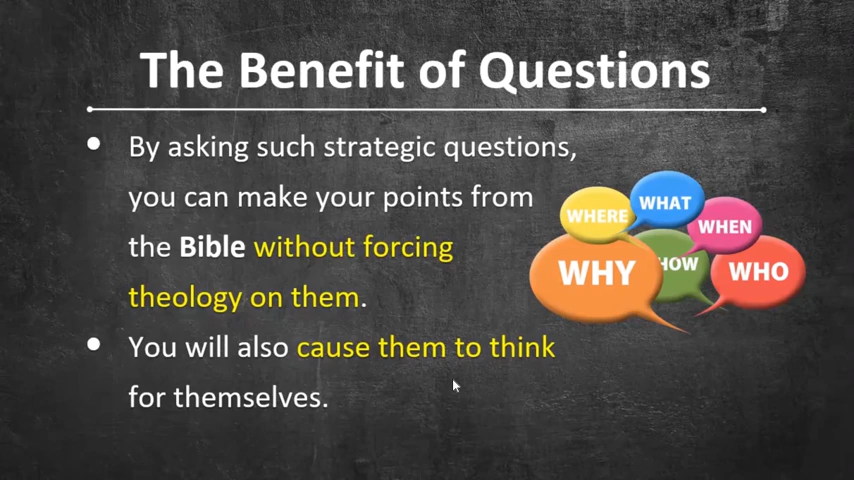 The Benefit of Questions
• By asking such strategic questions,
you can make your points from
the Bible without forcing
theology on them.
• You will also cause them to think
for themselves.
WHERE
WHAT
WHEN
WHY
HOW
WHO